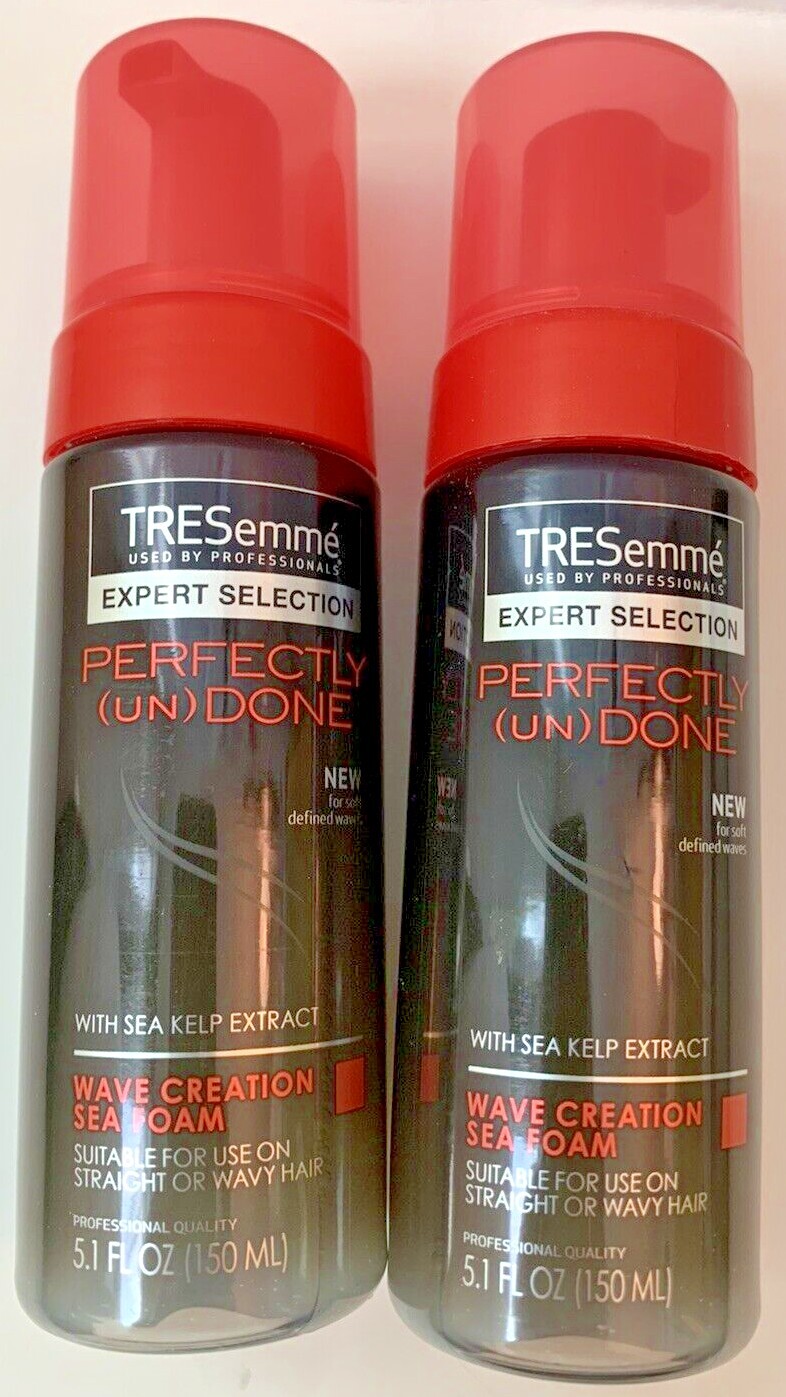 TRESemmé
USED BY PROFESSIONALS
EXPERT SELECTION
PERFECTLY
(UN)DONE
NEW
for soft
defined waves
WITH SEA KELP EXTRACT
WAVE CREATION
SEA FOAM
SUITABLE FOR USE ON
STRAIGHT OR WAVY HAIR
PROFESSIONAL QUALITY
5.1 FL OZ (150 ML)
TRESemmé
USED BY PROFESSIONALS
EXPERT SELECTION
PERFECTLY
(UN)DONE
NEW
for soft
defined waves
WITH SEA KELP EXTRACT
WAVE CREATION
SEA FOAM
SUITABLE FOR USE ON
STRAIGHT OR WAVY HAIR
PROFESSIONAL QUALITY
5.1 FL OZ (150 ML)